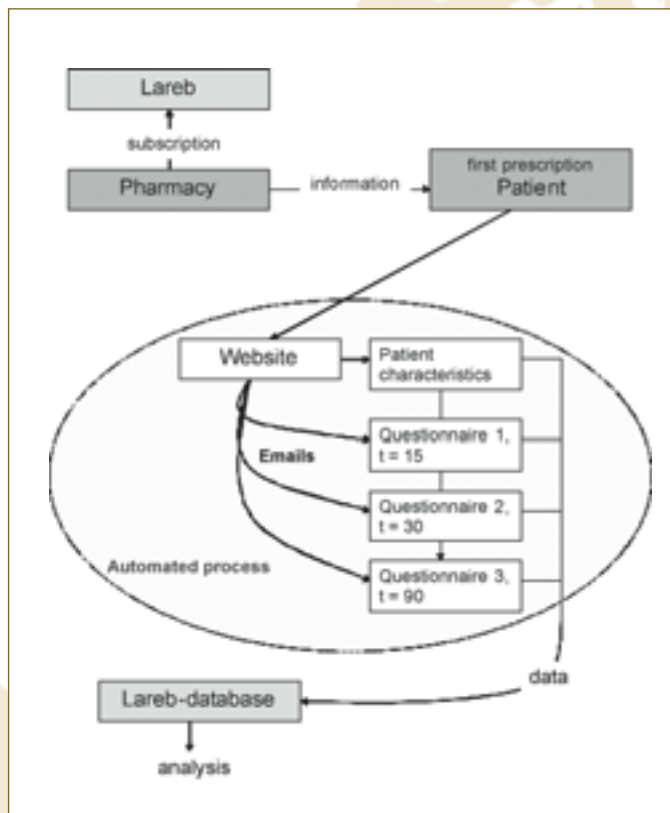 Lareb
subscription
Pharmacy
information
first prescription
Patient
Website
Patient
characteristics
Emails
Questionnaire 1,
t = 15
Questionnaire 2,
t = 30
Automated process
Questionnaire 3,
t = 90
data
Lareb-database
analysis